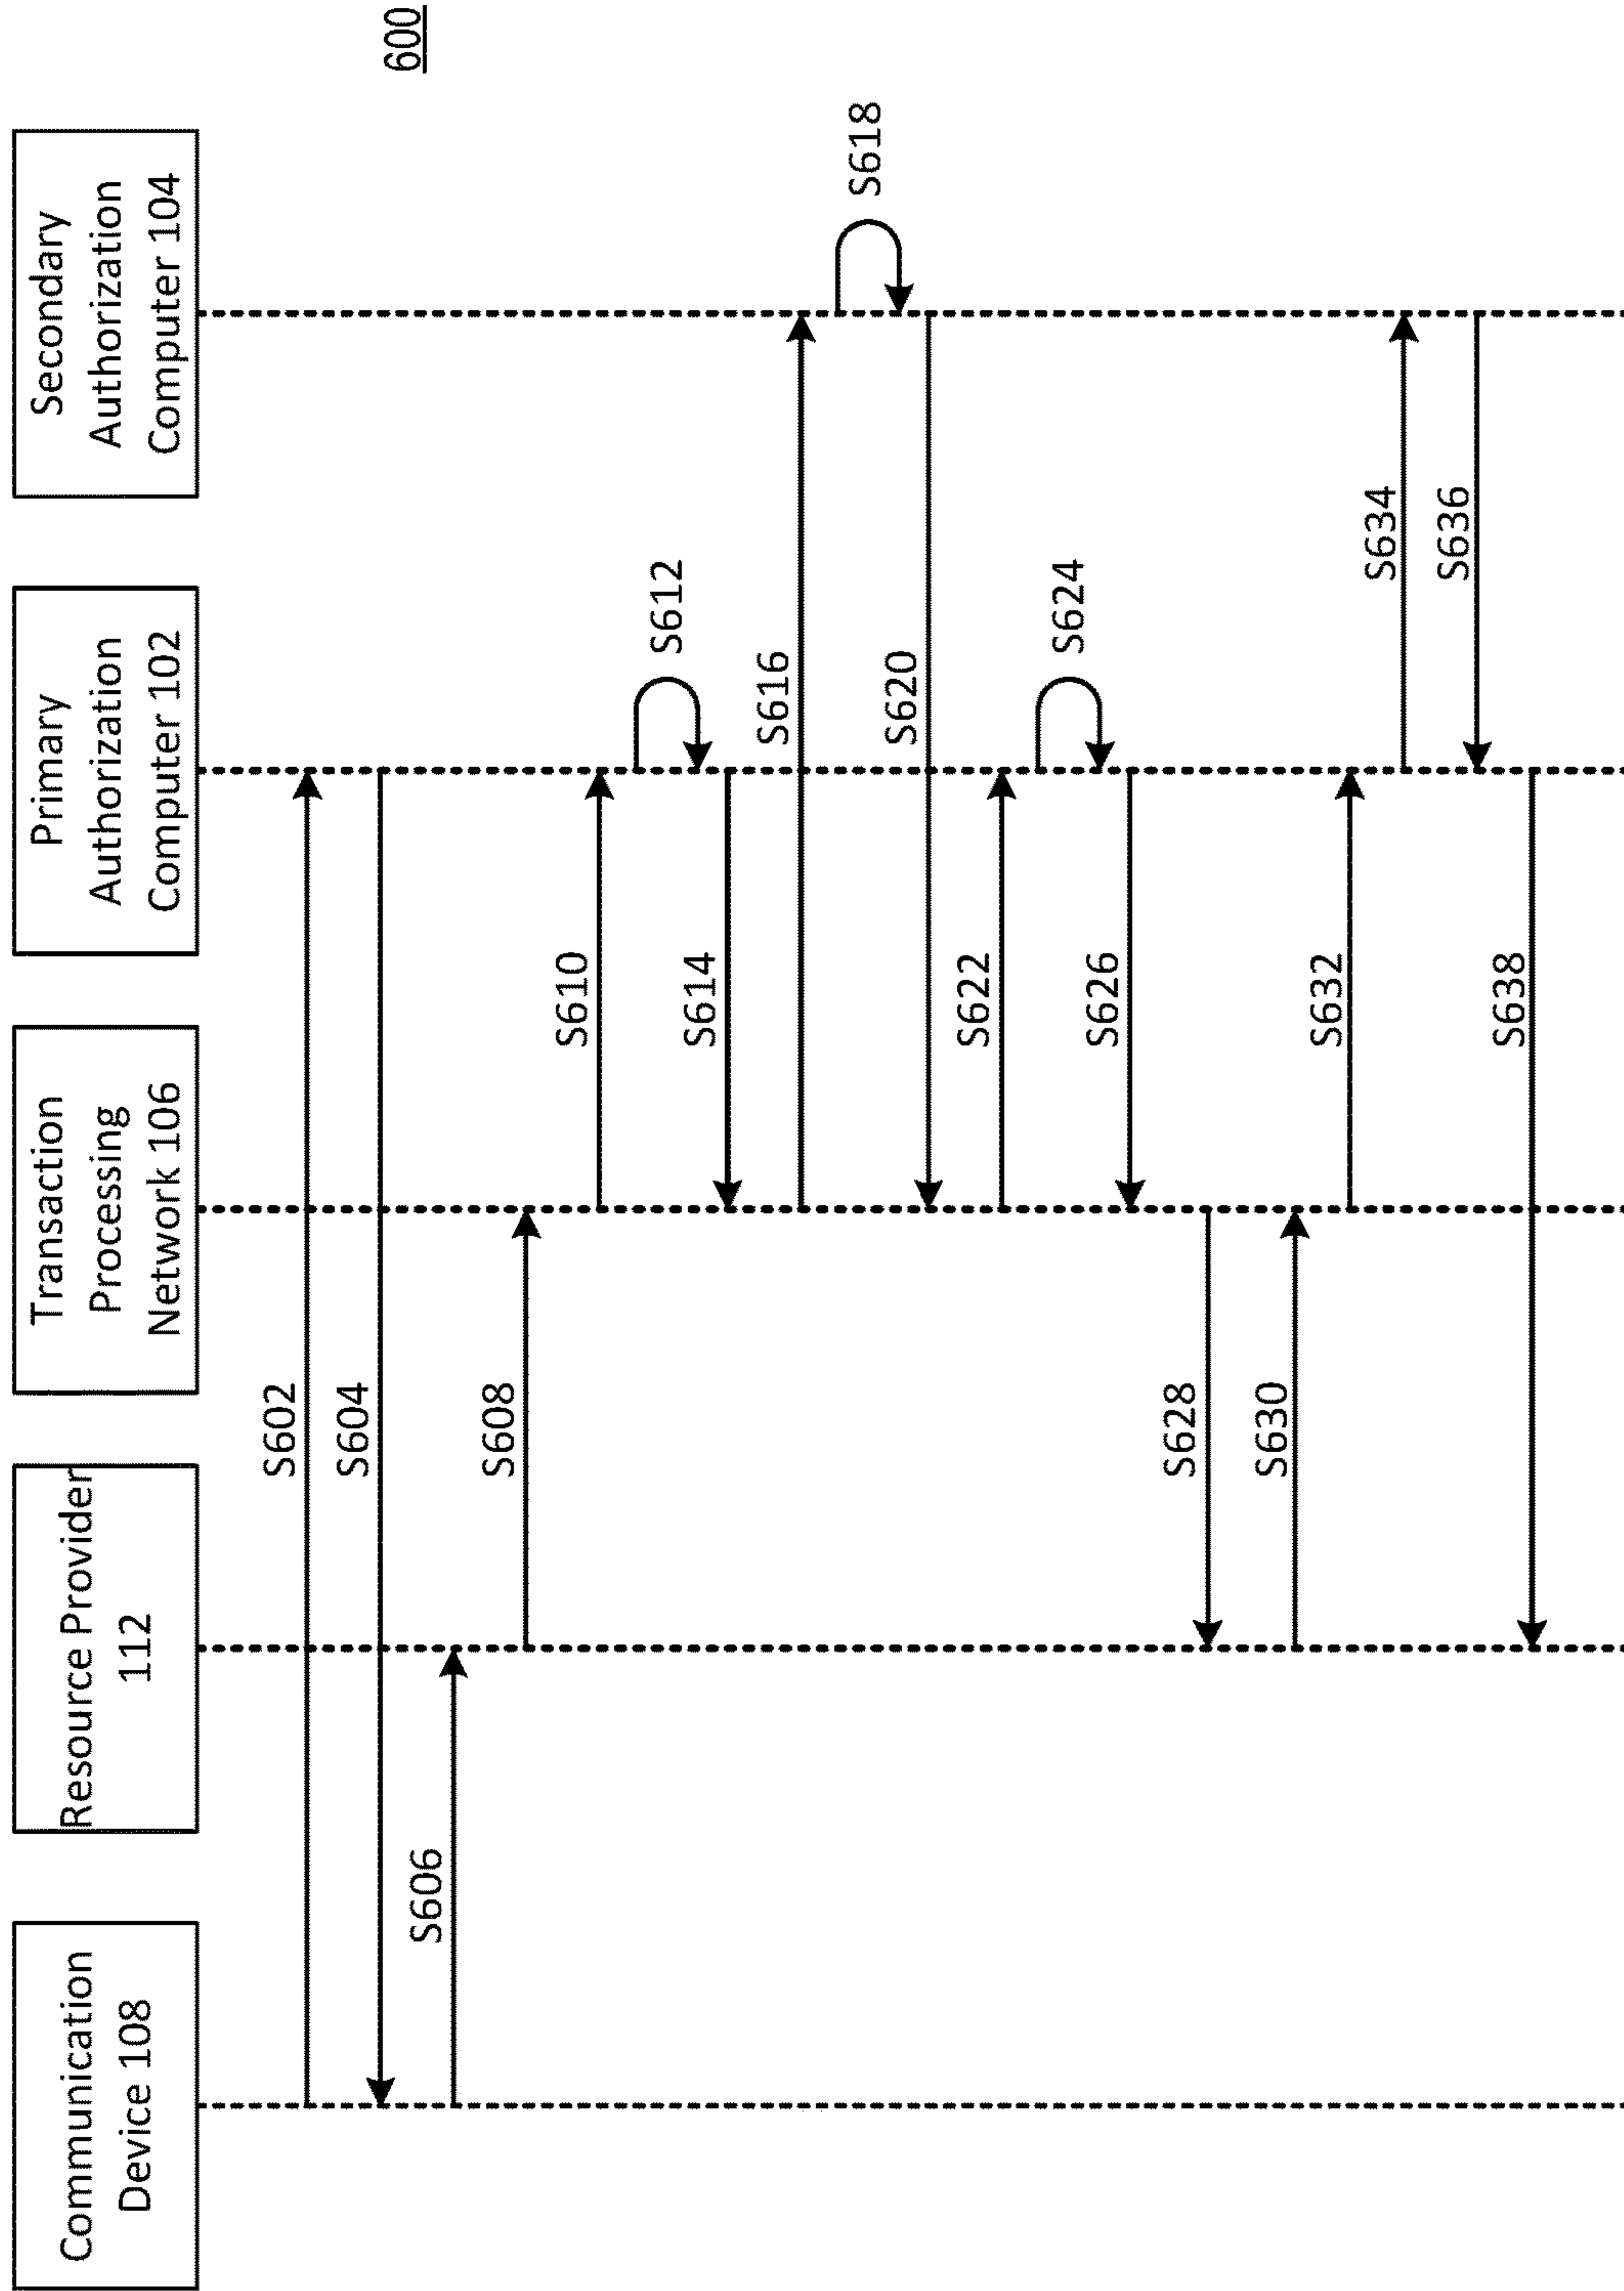 Communication
Device 108
Resource Provider
112
Transaction
Processing
Network 106
Primary
Authorization
Computer 102
Secondary
Authorization
Computer 104
S602
S604
600
S606
S608
S610
S612
S614
S616
S618
S620
S622
S624
S626
S628
S630
S632
S634
S636
S638